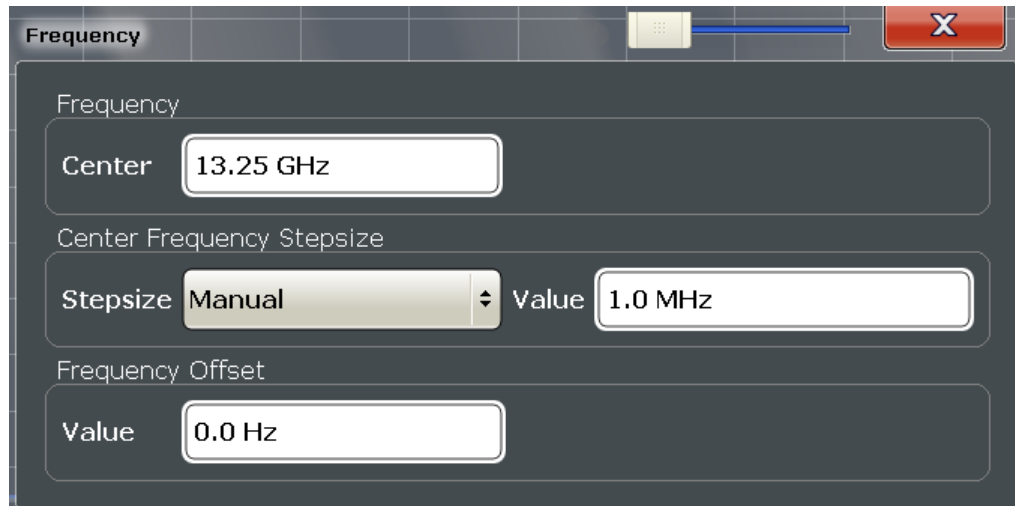 Frequency
X
Frequency
Center 13.25 GHz
Center Frequency Stepsize
Stepsize Manual Value 1.0 MHz
Frequency Offset
Value 0.0 Hz